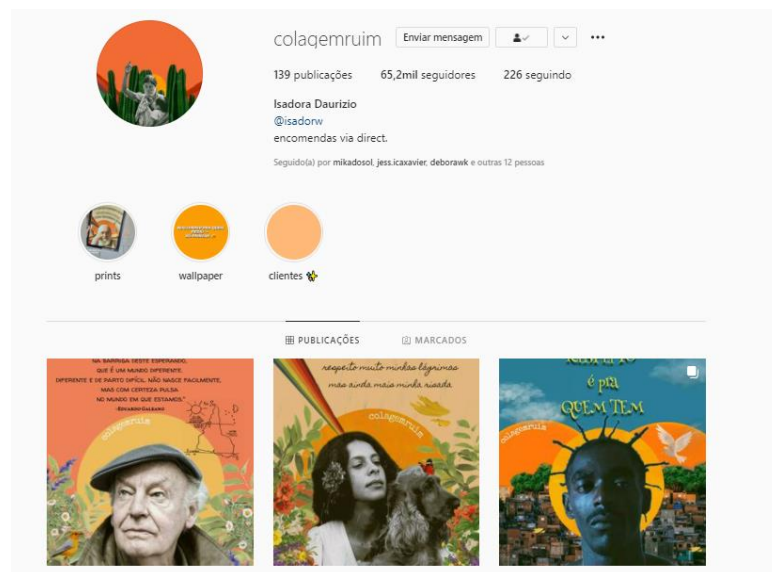 colagemruim Enviar mensagem
139 publicações 65,2mil seguidores 226 seguindo
Isadora Daurizio
@isadorw
encomendas via direct.
Seguido(a) por mikadosol, jess.icaxavier, deborawk e outras 12 pessoas
prints wallpaper clientes
PUBLICAÇÕES MARCADOS
NA BARRIGA DESTE ESPERANDO,
QUE É UM MUNDO DIFERENTE.
DIFERENTE E DE PARTO DIFÍCIL. NÃO NASCE FACILMENTE.
MAS COM CERTEZA PULSA
NO MUNDO EM QUE ESTAMOS."
-EDUARDO GALEANO
colagemruim
respeito muito minhas lágrimas
mas ainda mais minha risada
colagemruim
RESPEITO
é pra
QUEM TEM
colagemruim